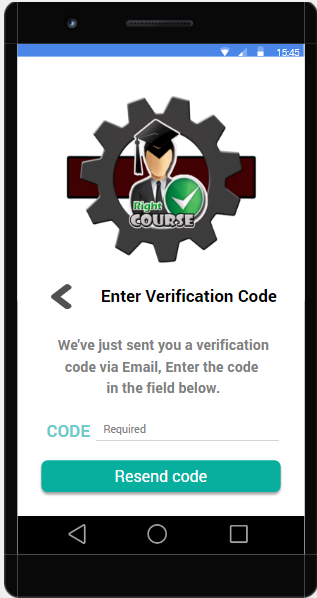 15:45
Right
COURSE
Enter Verification Code
We've just sent you a verification
code via Email, Enter the code
in the field below.
CODE Required
Resend code